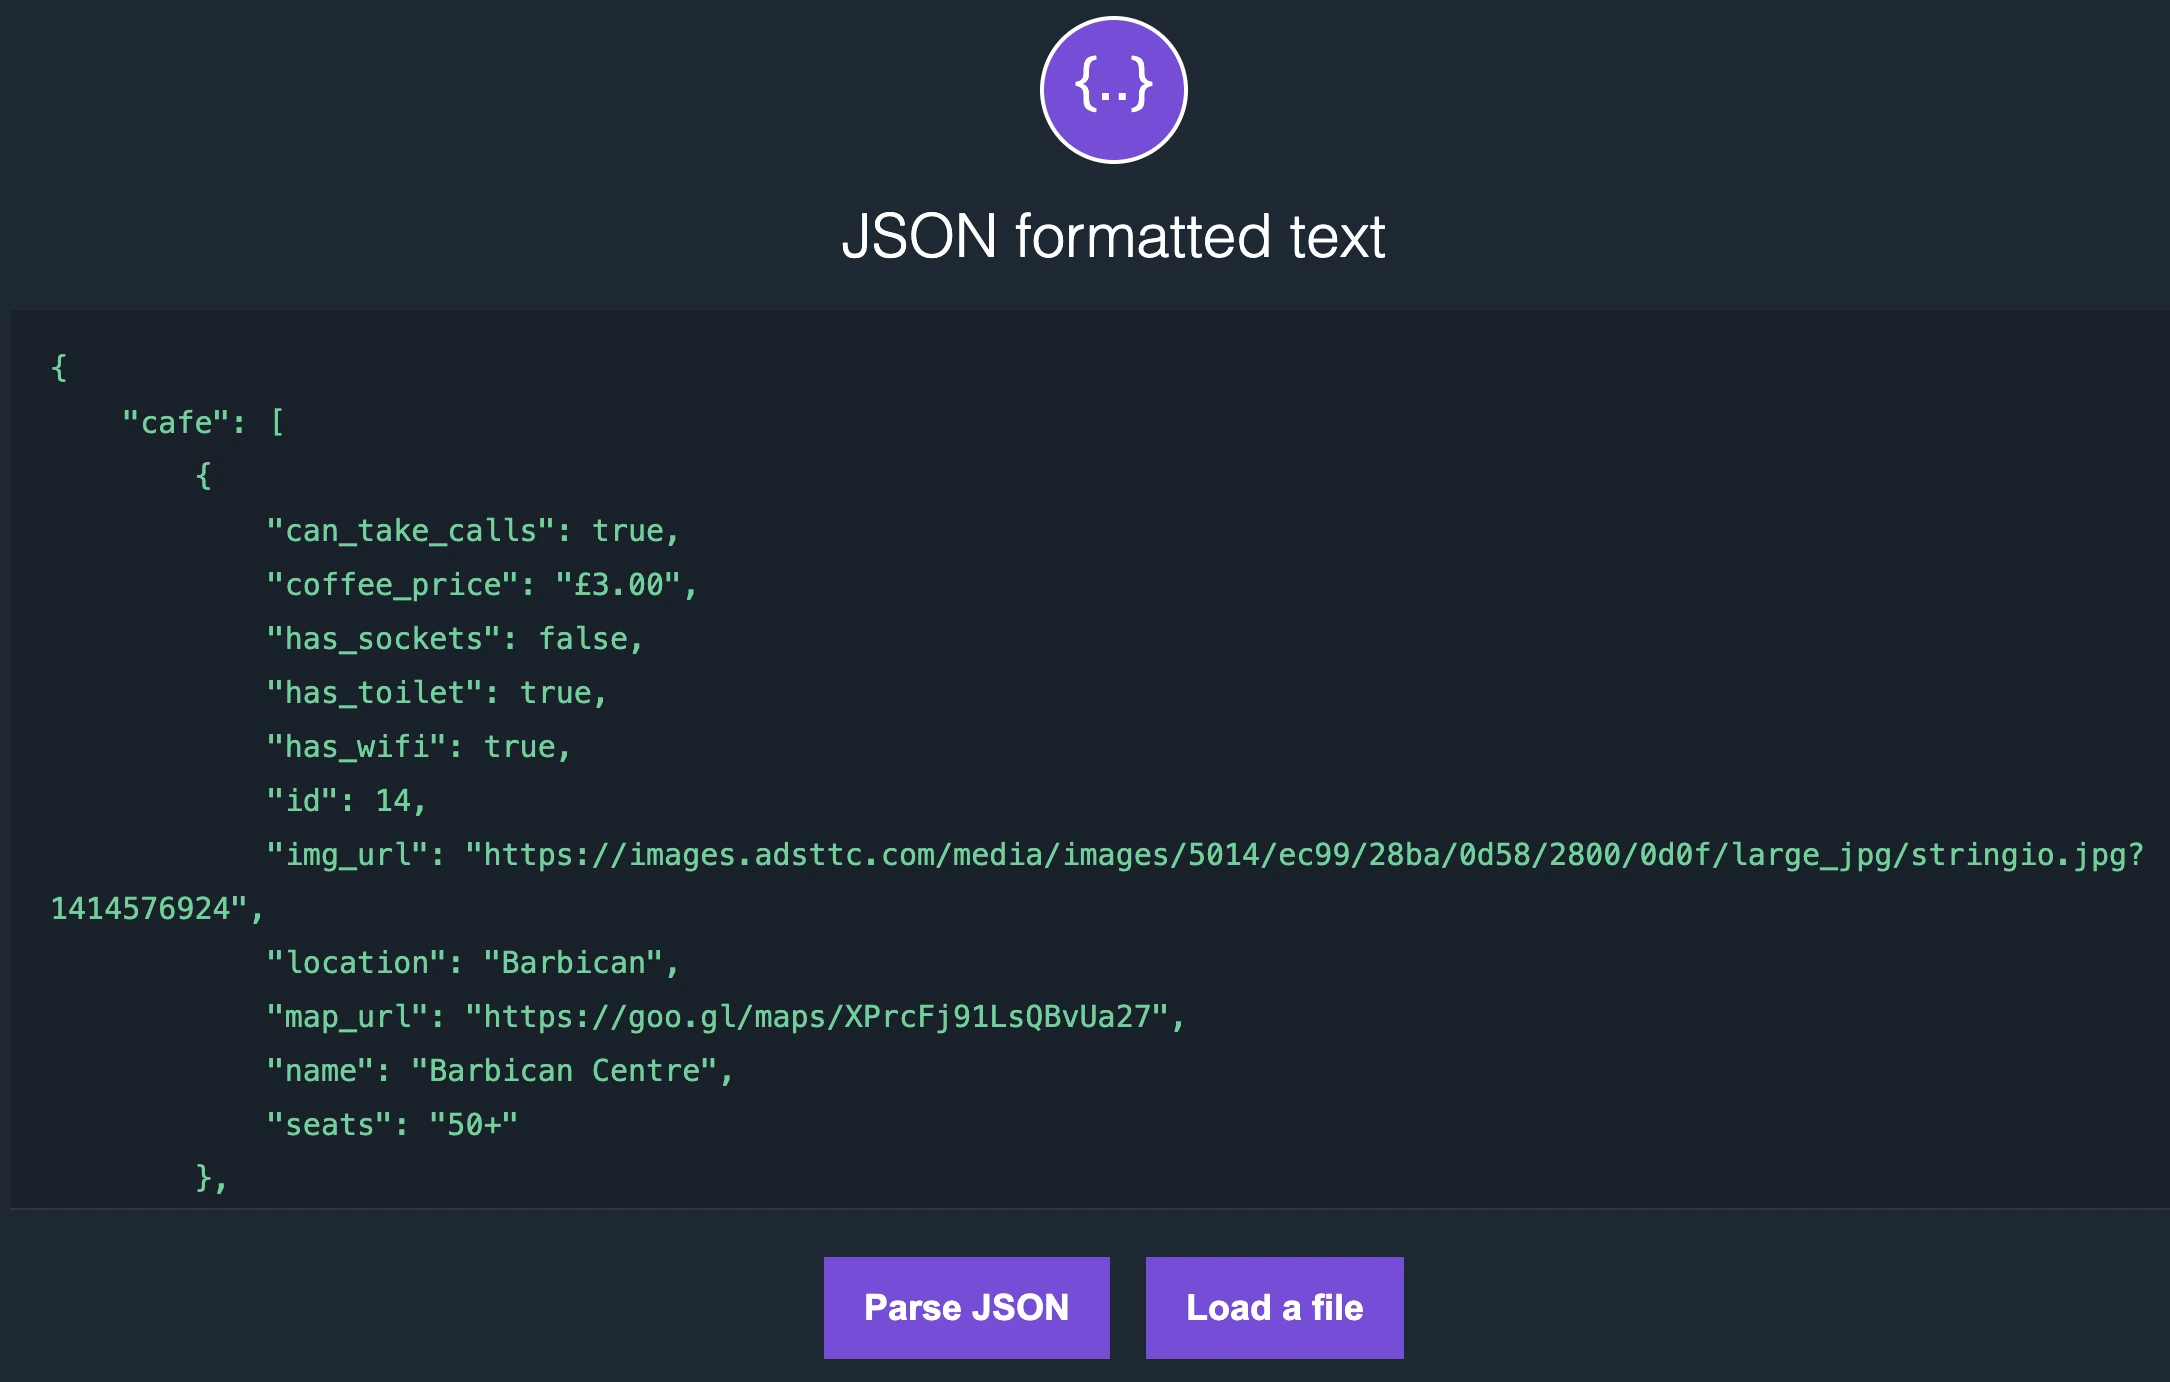 {..}
JSON formatted text
{
    "cafe": [
        {
            "can_take_calls": true,
            "coffee_price": "£3.00",
            "has_sockets": false,
            "has_toilet": true,
            "has_wifi": true,
            "id": 14,
            "img_url": "https://images.adsttc.com/media/images/5014/ec99/28ba/0d58/2800/0d0f/large_jpg/stringio.jpg?
1414576924",
            "location": "Barbican",
            "map_url": "https://goo.gl/maps/XPrcFj91LsQBvUa27",
            "name": "Barbican Centre",
            "seats": "50+"
        },
Parse JSON Load a file